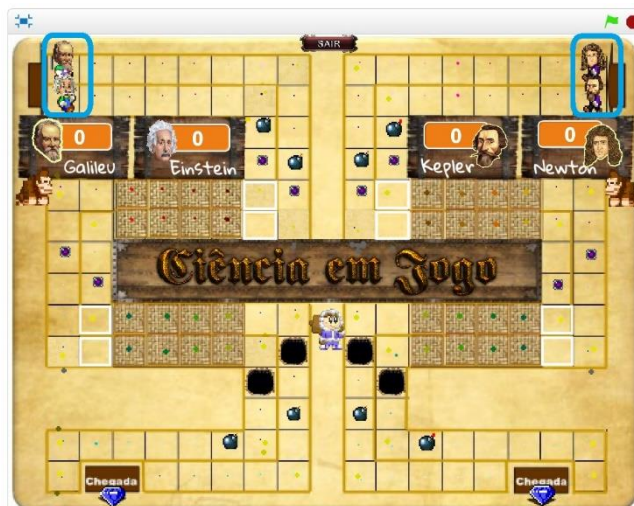 SAIR
0
0
0
0
Galileu
Einstein
Kepler
Newton
Ciência em Jogo
Chegada
Chegada